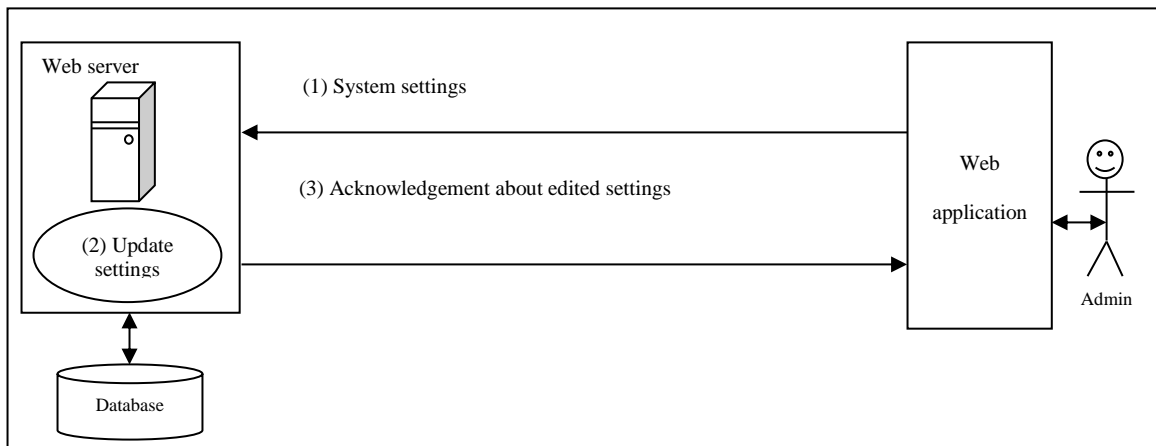 Web server
(1) System settings
(3) Acknowledgement about edited settings
(2) Update
settings
Web
application
Admin
Database